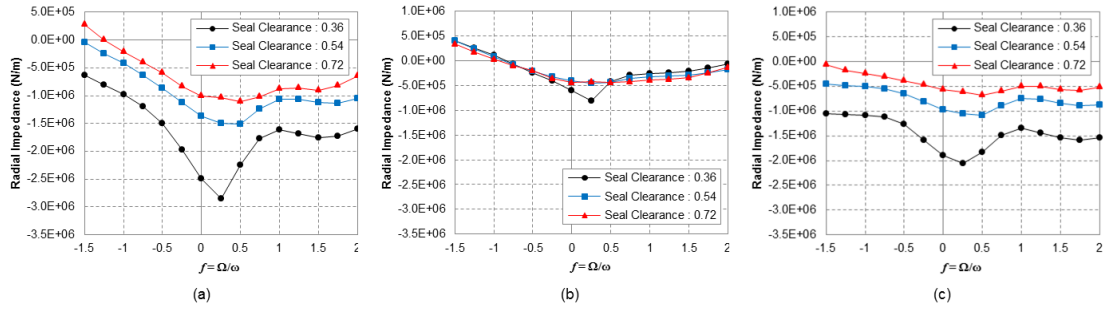 Radial Impedance (N/m)
5.0E+05
0.0E+00
-5.0E+05
-1.0E+06
-1.5E+06
-2.0E+06
-2.5E+06
-3.0E+06
-3.5E+06
Seal Clearance : 0.36
Seal Clearance : 0.54
Seal Clearance : 0.72
-1.5 -1 -0.5 0 0.5 1 1.5 2
f = Ω/ω
(a)
Radial Impedance (N/m)
1.0E+06
5.0E+05
0.0E+00
-5.0E+05
-1.0E+06
-1.5E+06
-2.0E+06
-2.5E+06
-3.0E+06
-3.5E+06
Seal Clearance : 0.36
Seal Clearance : 0.54
Seal Clearance : 0.72
-1.5 -1 -0.5 0 0.5 1 1.5 2
f = Ω/ω
(b)
Radial Impedance (N/m)
1.0E+06
5.0E+05
0.0E+00
-5.0E+05
-1.0E+06
-1.5E+06
-2.0E+06
-2.5E+06
-3.0E+06
-3.5E+06
Seal Clearance : 0.36
Seal Clearance : 0.54
Seal Clearance : 0.72
-1.5 -1 -0.5 0 0.5 1 1.5 2
f = Ω/ω
(c)